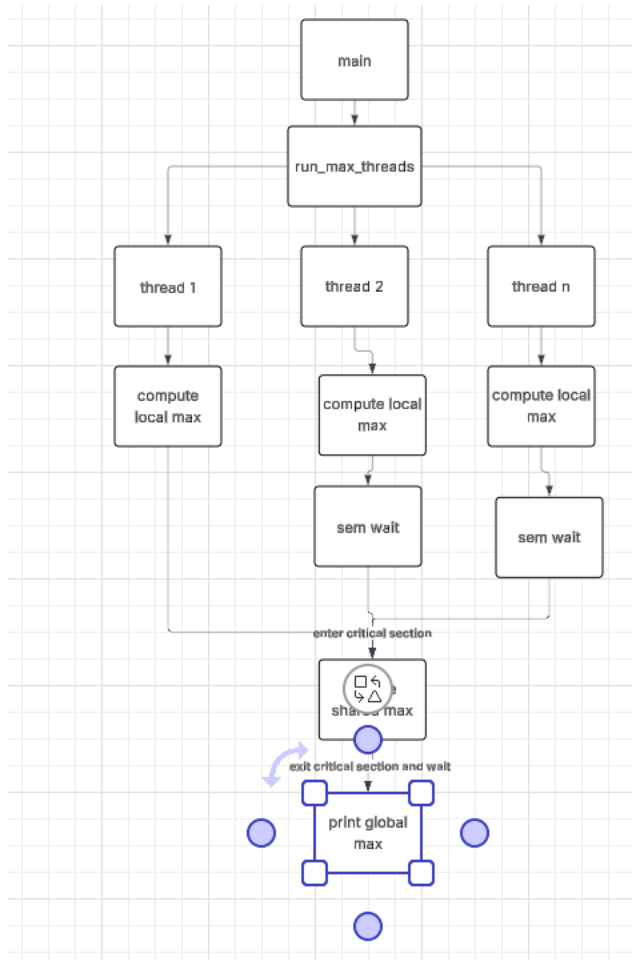 main
run_max_threads
thread 1
thread 2
thread n
compute
local max
compute local
max
compute local
max
sem wait
sem wait
enter critical section
max
exit critical section and wait
print global
max